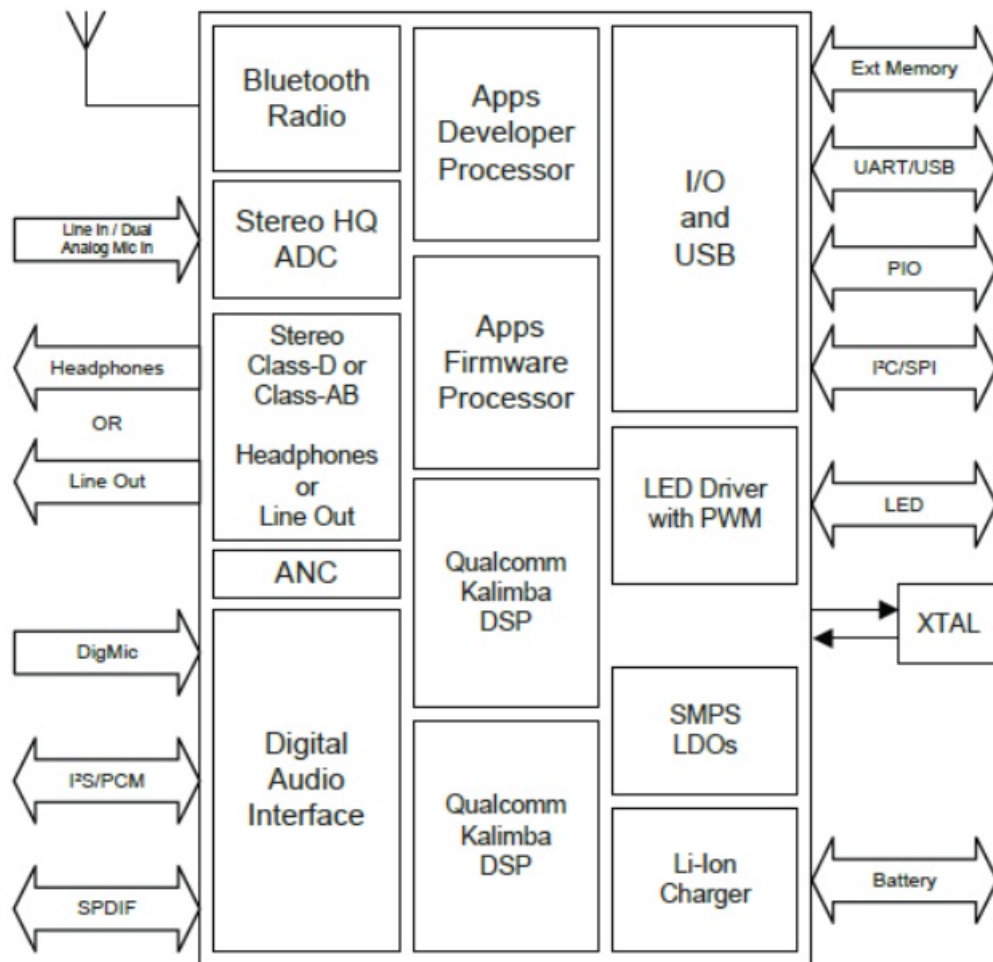 Bluetooth
Radio
Apps
Developer
Processor
I/O
and
USB
Ext Memory
UART/USB
PIO
I²C/SPI
Line In / Dual
Analog Mic In
Stereo HQ
ADC
Headphones
OR
Line Out
Stereo
Class-D or
Class-AB
Headphones
or
Line Out
Apps
Firmware
Processor
LED Driver
with PWM
LED
ANC
Qualcomm
Kalimba
DSP
XTAL
DigMic
I²S/PCM
SPDIF
Digital
Audio
Interface
Qualcomm
Kalimba
DSP
SMPS
LDOs
Li-Ion
Charger
Battery